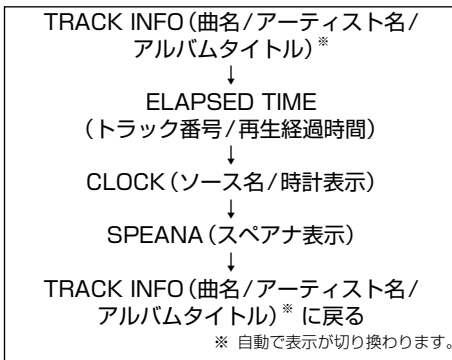 TRACK INFO(曲名/アーティスト名/
アルバムタイトル)※
↓
ELAPSED TIME
(トラック番号/再生経過時間)
↓
CLOCK(ソース名/時計表示)
↓
SPEANA(スペアナ表示)
↓
TRACK INFO(曲名/アーティスト名/
アルバムタイトル)※ に戻る
※ 自動で表示が切り換わります。